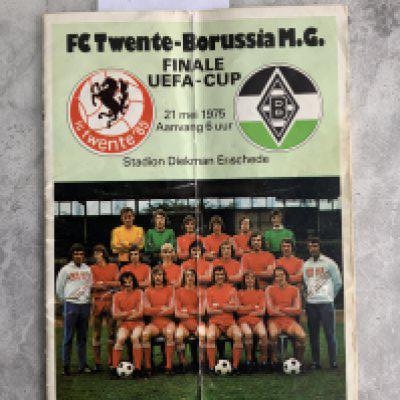 FC Twente-Borussia M.G.
FINALE
UEFA-CUP
21 mei 1975
Aanvang 8 uur
Stadion Diekman Enschede
fc twente '65
B